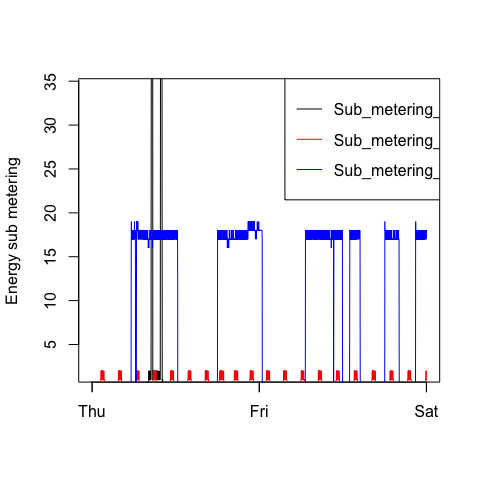 Energy sub metering
35
30
25
20
15
10
5
Sub_metering_
Sub_metering_
Sub_metering_
Thu Fri Sat